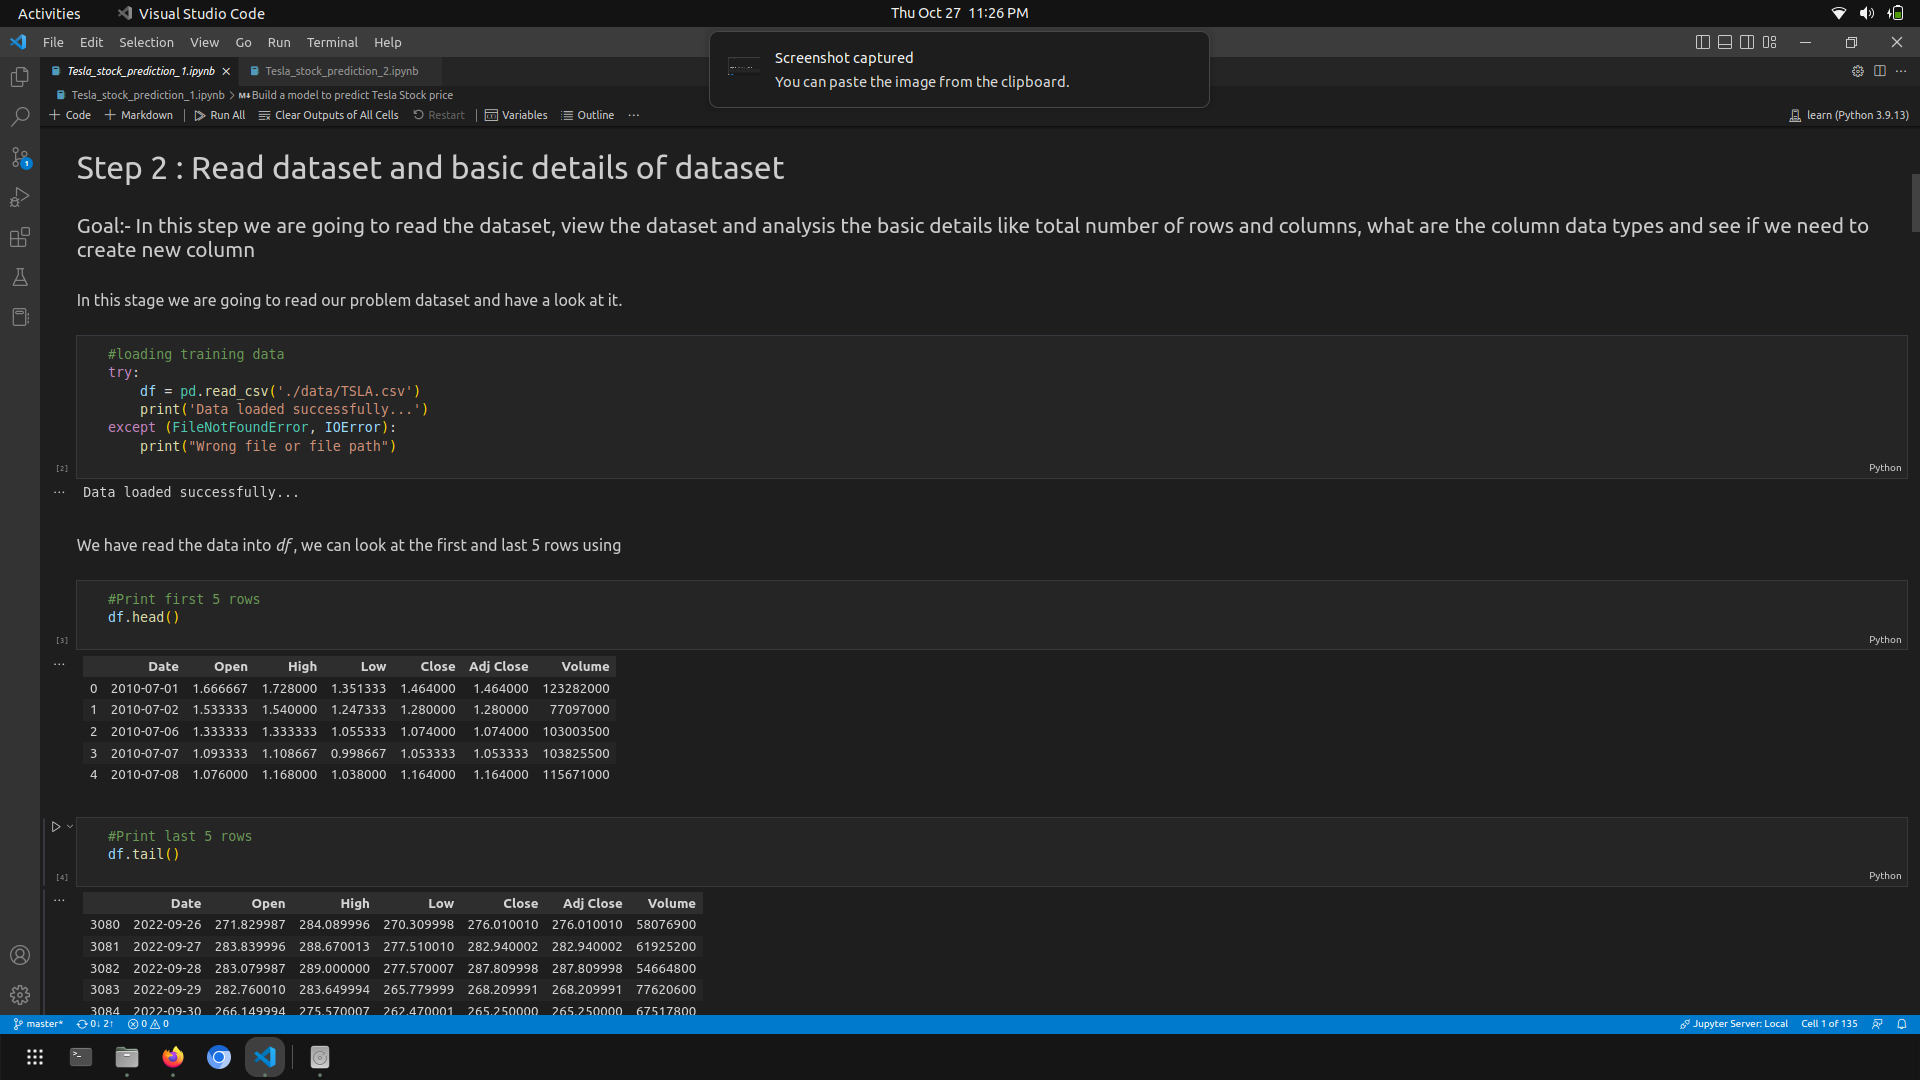 Activities Visual Studio Code Thu Oct 27 11:26 PM
File Edit Selection View Go Run Terminal Help
Screenshot captured
You can paste the image from the clipboard.
Tesla_stock_prediction_1.ipynb Tesla_stock_prediction_2.ipynb
Tesla_stock_prediction_1.ipynb > M↓ Build a model to predict Tesla Stock price
+ Code + Markdown Run All Clear Outputs of All Cells Restart Variables Outline ... learn (Python 3.9.13)
1
Step 2 : Read dataset and basic details of dataset
Goal:- In this step we are going to read the dataset, view the dataset and analysis the basic details like total number of rows and columns, what are the column data types and see if we need to
create new column
In this stage we are going to read our problem dataset and have a look at it.
#loading training data
try:
    df = pd.read_csv('./data/TSLA.csv')
    print('Data loaded successfully...')
except (FileNotFoundError, IOError):
    print("Wrong file or file path")
[2] Python
... Data loaded successfully...
We have read the data into df , we can look at the first and last 5 rows using
#Print first 5 rows
df.head()
[3] Python
... Date Open High Low Close Adj Close Volume
0 2010-07-01 1.666667 1.728000 1.351333 1.464000 1.464000 123282000
1 2010-07-02 1.533333 1.540000 1.247333 1.280000 1.280000 77097000
2 2010-07-06 1.333333 1.333333 1.055333 1.074000 1.074000 103003500
3 2010-07-07 1.093333 1.108667 0.998667 1.053333 1.053333 103825500
4 2010-07-08 1.076000 1.168000 1.038000 1.164000 1.164000 115671000
#Print last 5 rows
df.tail()
[4] Python
... Date Open High Low Close Adj Close Volume
3080 2022-09-26 271.829987 284.089996 270.309998 276.010010 276.010010 58076900
3081 2022-09-27 283.839996 288.670013 277.510010 282.940002 282.940002 61925200
3082 2022-09-28 283.079987 289.000000 277.570007 287.809998 287.809998 54664800
3083 2022-09-29 282.760010 283.649994 265.779999 268.209991 268.209991 77620600
3084 2022-09-30 266.149994 275.570007 262.470001 265.250000 265.250000 67517800
master* 0↓ 2↑ 0 0 Jupyter Server: Local Cell 1 of 135